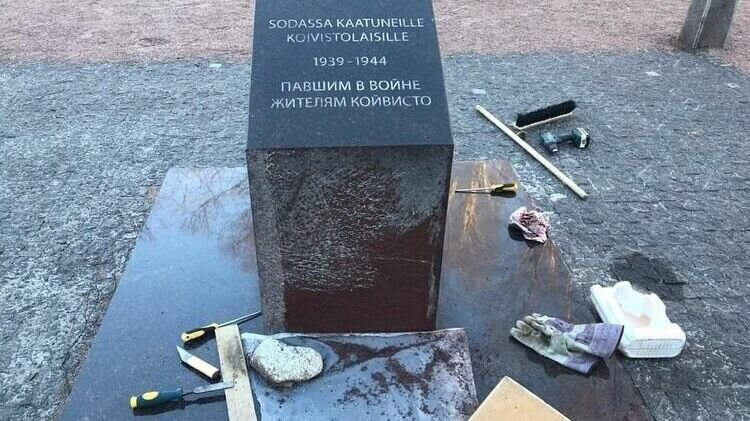 SODASSA KAATUNEILLE
KOIVISTOLAISILLE
1939 - 1944
ПАВШИМ В ВОЙНЕ
ЖИТЕЛЯМ КОЙВИСТО